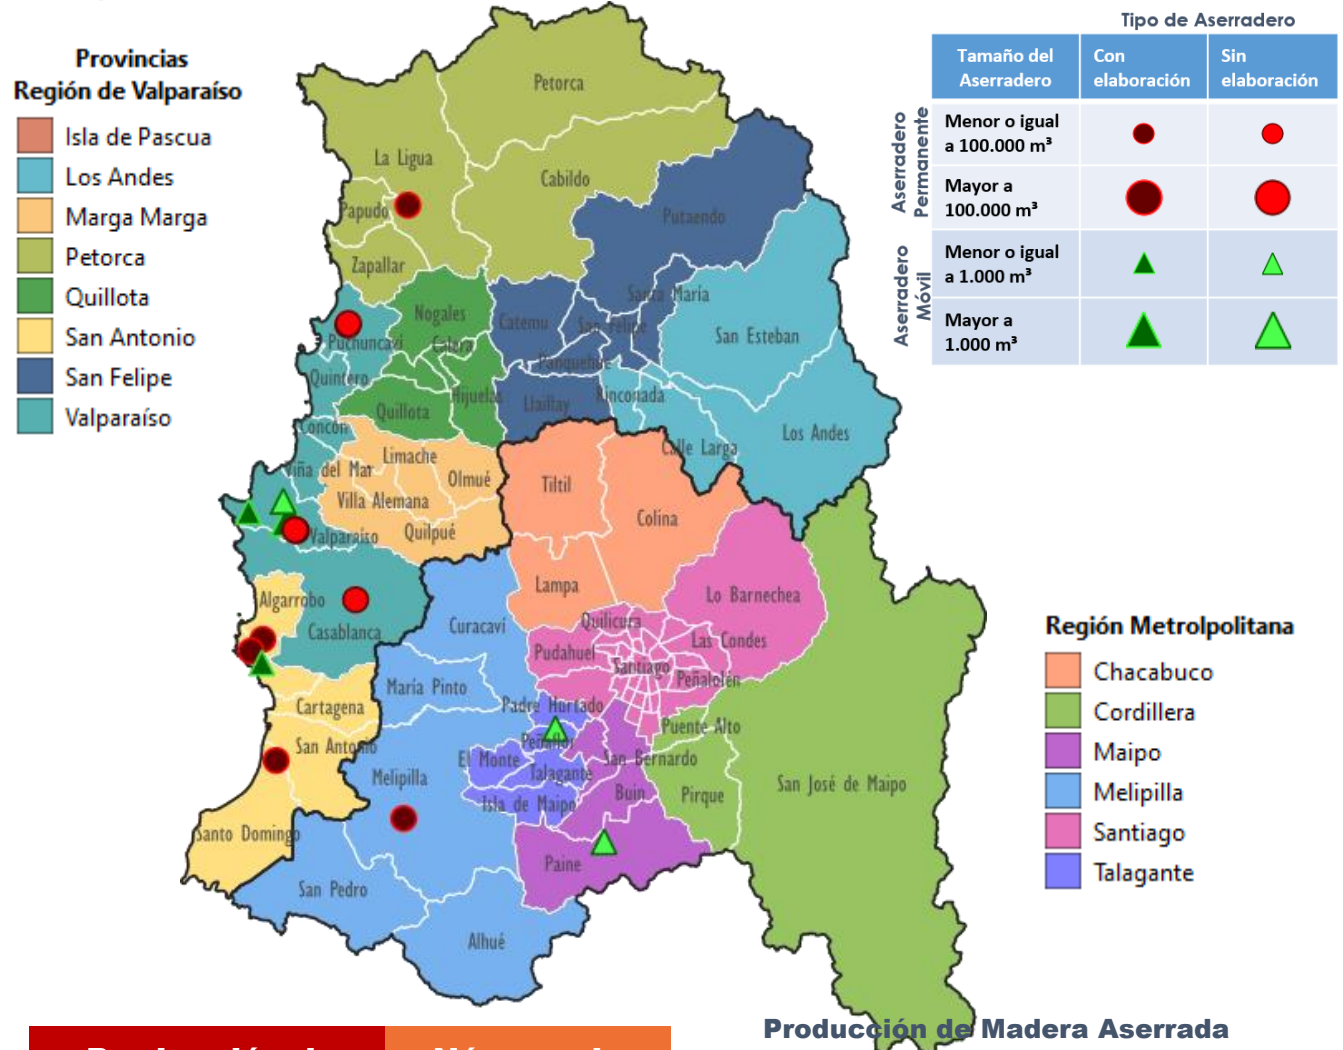 Provincias
Región de Valparaíso
Isla de Pascua
Los Andes
Marga Marga
Petorca
Quillota
San Antonio
San Felipe
Valparaíso
Tipo de Aserradero
Tamaño del Aserradero
Con elaboración
Sin elaboración
Aserradero Permanente
Menor o igual a 100.000 m³
Mayor a 100.000 m³
Aserradero Móvil
Menor o igual a 1.000 m³
Mayor a 1.000 m³
Petorca
La Ligua
Cabildo
Papudo
Putaendo
Zapallar
Santa María
Nogales
Catemu
San Felipe
San Esteban
Puchuncaví
Calera
Panquehue
Quintero
Hijuelas
Rinconada
Quillota
Llaillay
Concón
Los Andes
Calle Larga
Limache
Viña del Mar
Olmué
Tiltil
Villa Alemana
Colina
Quilpué
Valparaíso
Lampa
Lo Barnechea
Algarrobo
Casablanca
Curacaví
Quilicura
Las Condes
Pudahuel
Santiago
Peñalolén
María Pinto
Cartagena
Padre Hurtado
Puente Alto
San Antonio
Peñaflor
El Monte
San Bernardo
Melipilla
Talagante
San José de Maipo
Buin
Pirque
Isla de Maipo
Santo Domingo
Paine
San Pedro
Alhué
Región Metrolpolitana
Chacabuco
Cordillera
Maipo
Melipilla
Santiago
Talagante
Producción de Madera Aserrada